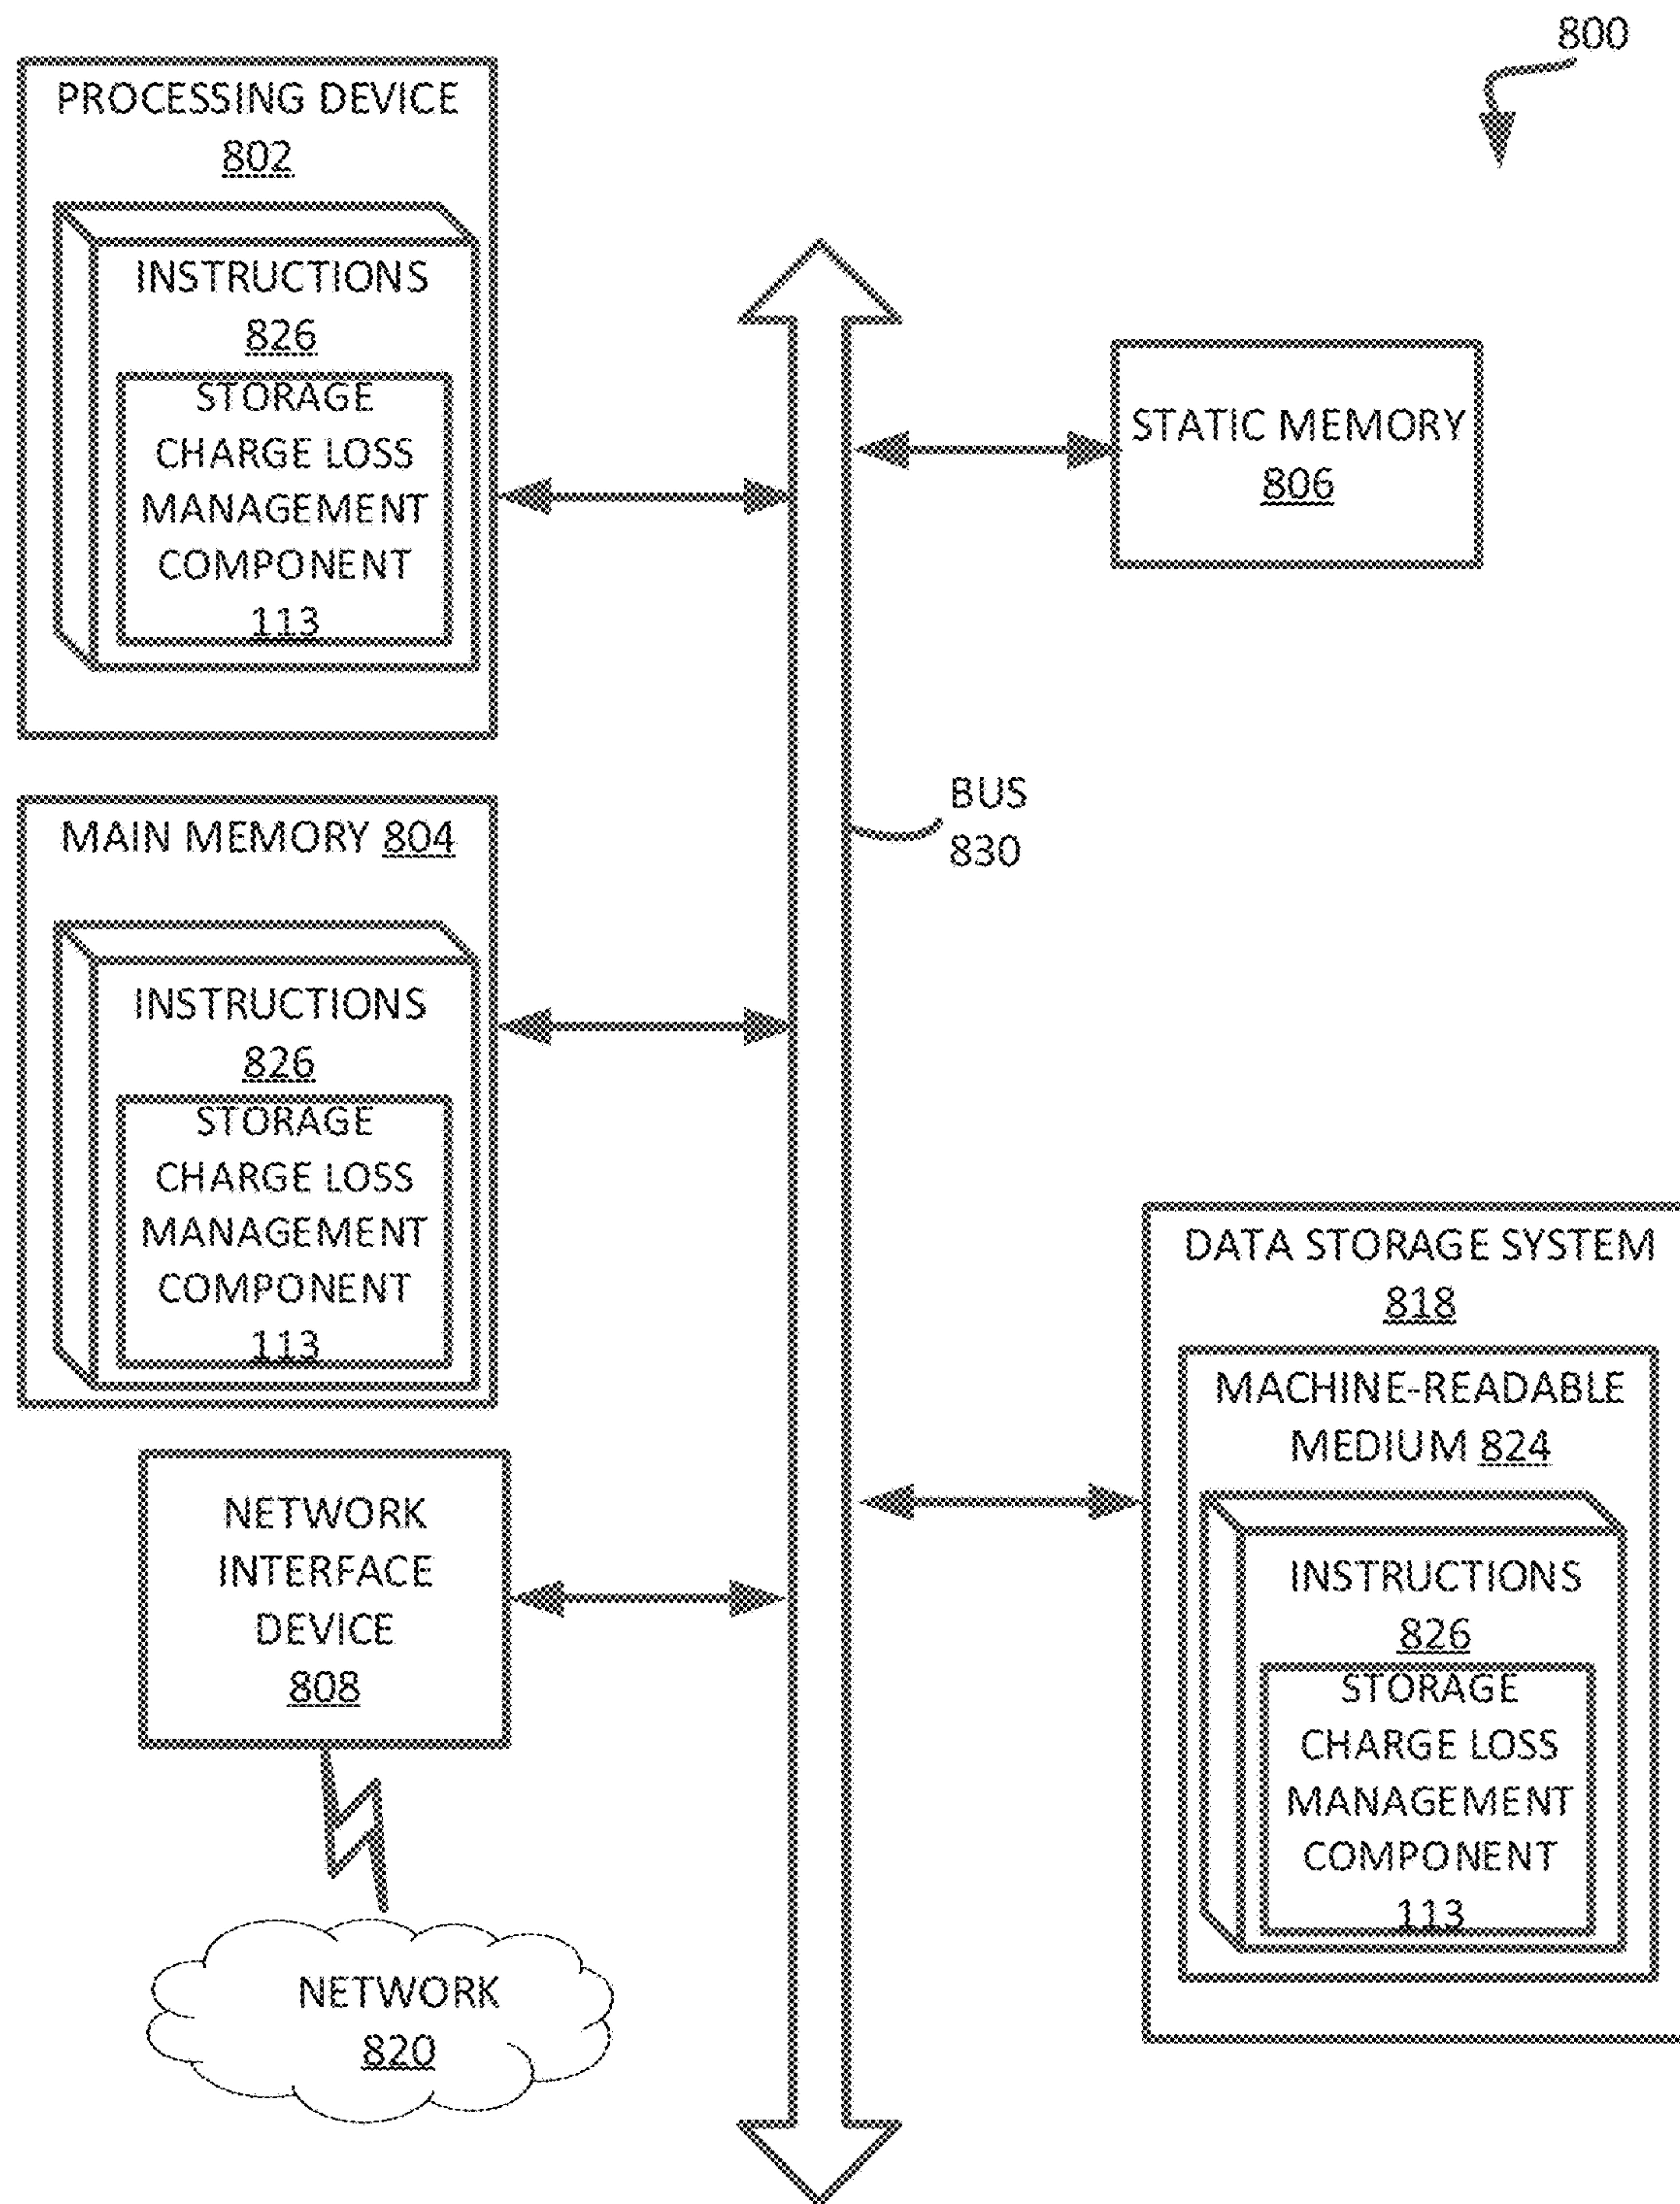 800
PROCESSING DEVICE
802
INSTRUCTIONS
826
STORAGE
CHARGE LOSS
MANAGEMENT
COMPONENT
113
STATIC MEMORY
806
BUS
830
MAIN MEMORY 804
INSTRUCTIONS
826
STORAGE
CHARGE LOSS
MANAGEMENT
COMPONENT
113
DATA STORAGE SYSTEM
818
MACHINE-READABLE
MEDIUM 824
INSTRUCTIONS
826
STORAGE
CHARGE LOSS
MANAGEMENT
COMPONENT
113
NETWORK
INTERFACE
DEVICE
808
NETWORK
820